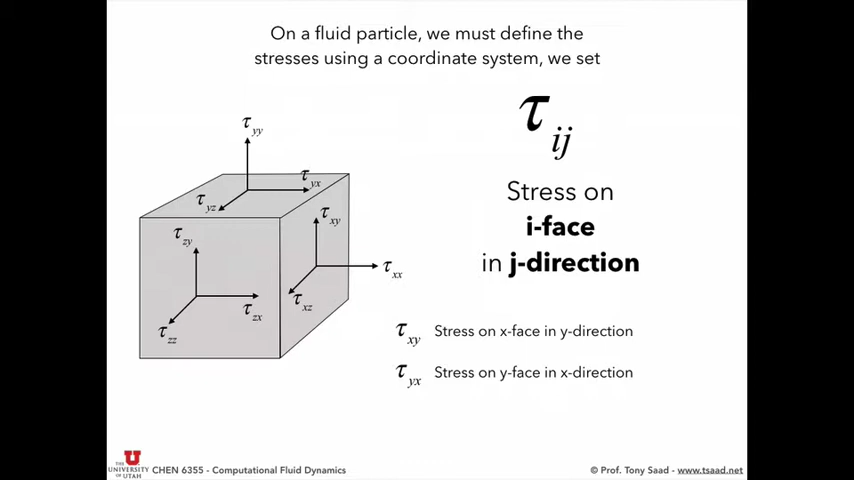 On a fluid particle, we must define the
stresses using a coordinate system, we set
τij
Stress on
i-face
in j-direction
τyy
τyx
τyz
τxy
τzy
τxx
τxz
τzx
τzz
τxy Stress on x-face in y-direction
τyx Stress on y-face in x-direction
THE
U
UNIVERSITY
OF UTAH
CHEN 6355 - Computational Fluid Dynamics
© Prof. Tony Saad - www.tsaad.net